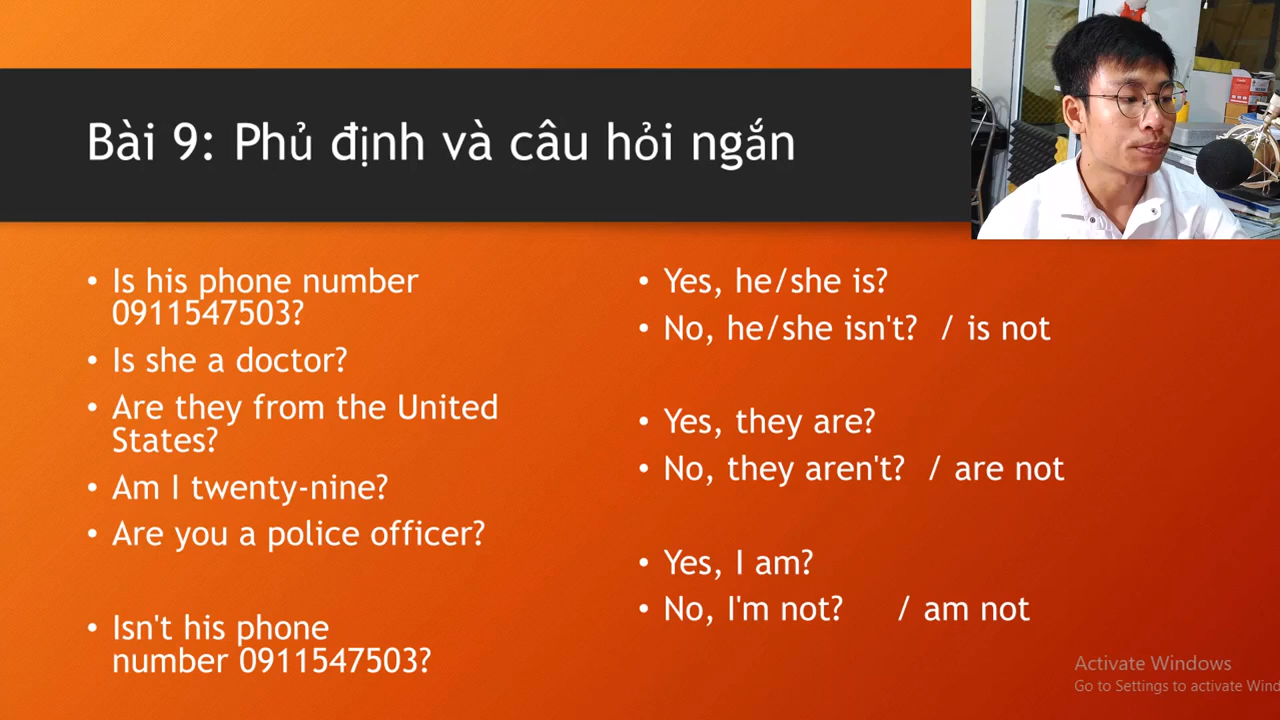 Bài 9: Phủ định và câu hỏi ngắn
• Is his phone number
0911547503?
• Is she a doctor?
• Are they from the United
States?
• Am I twenty-nine?
• Are you a police officer?
• Isn't his phone
number 0911547503?
• Yes, he/she is?
• No, he/she isn't? / is not
• Yes, they are?
• No, they aren't? / are not
• Yes, I am?
• No, I'm not? / am not
Activate Windows
Go to Settings to activate Wind